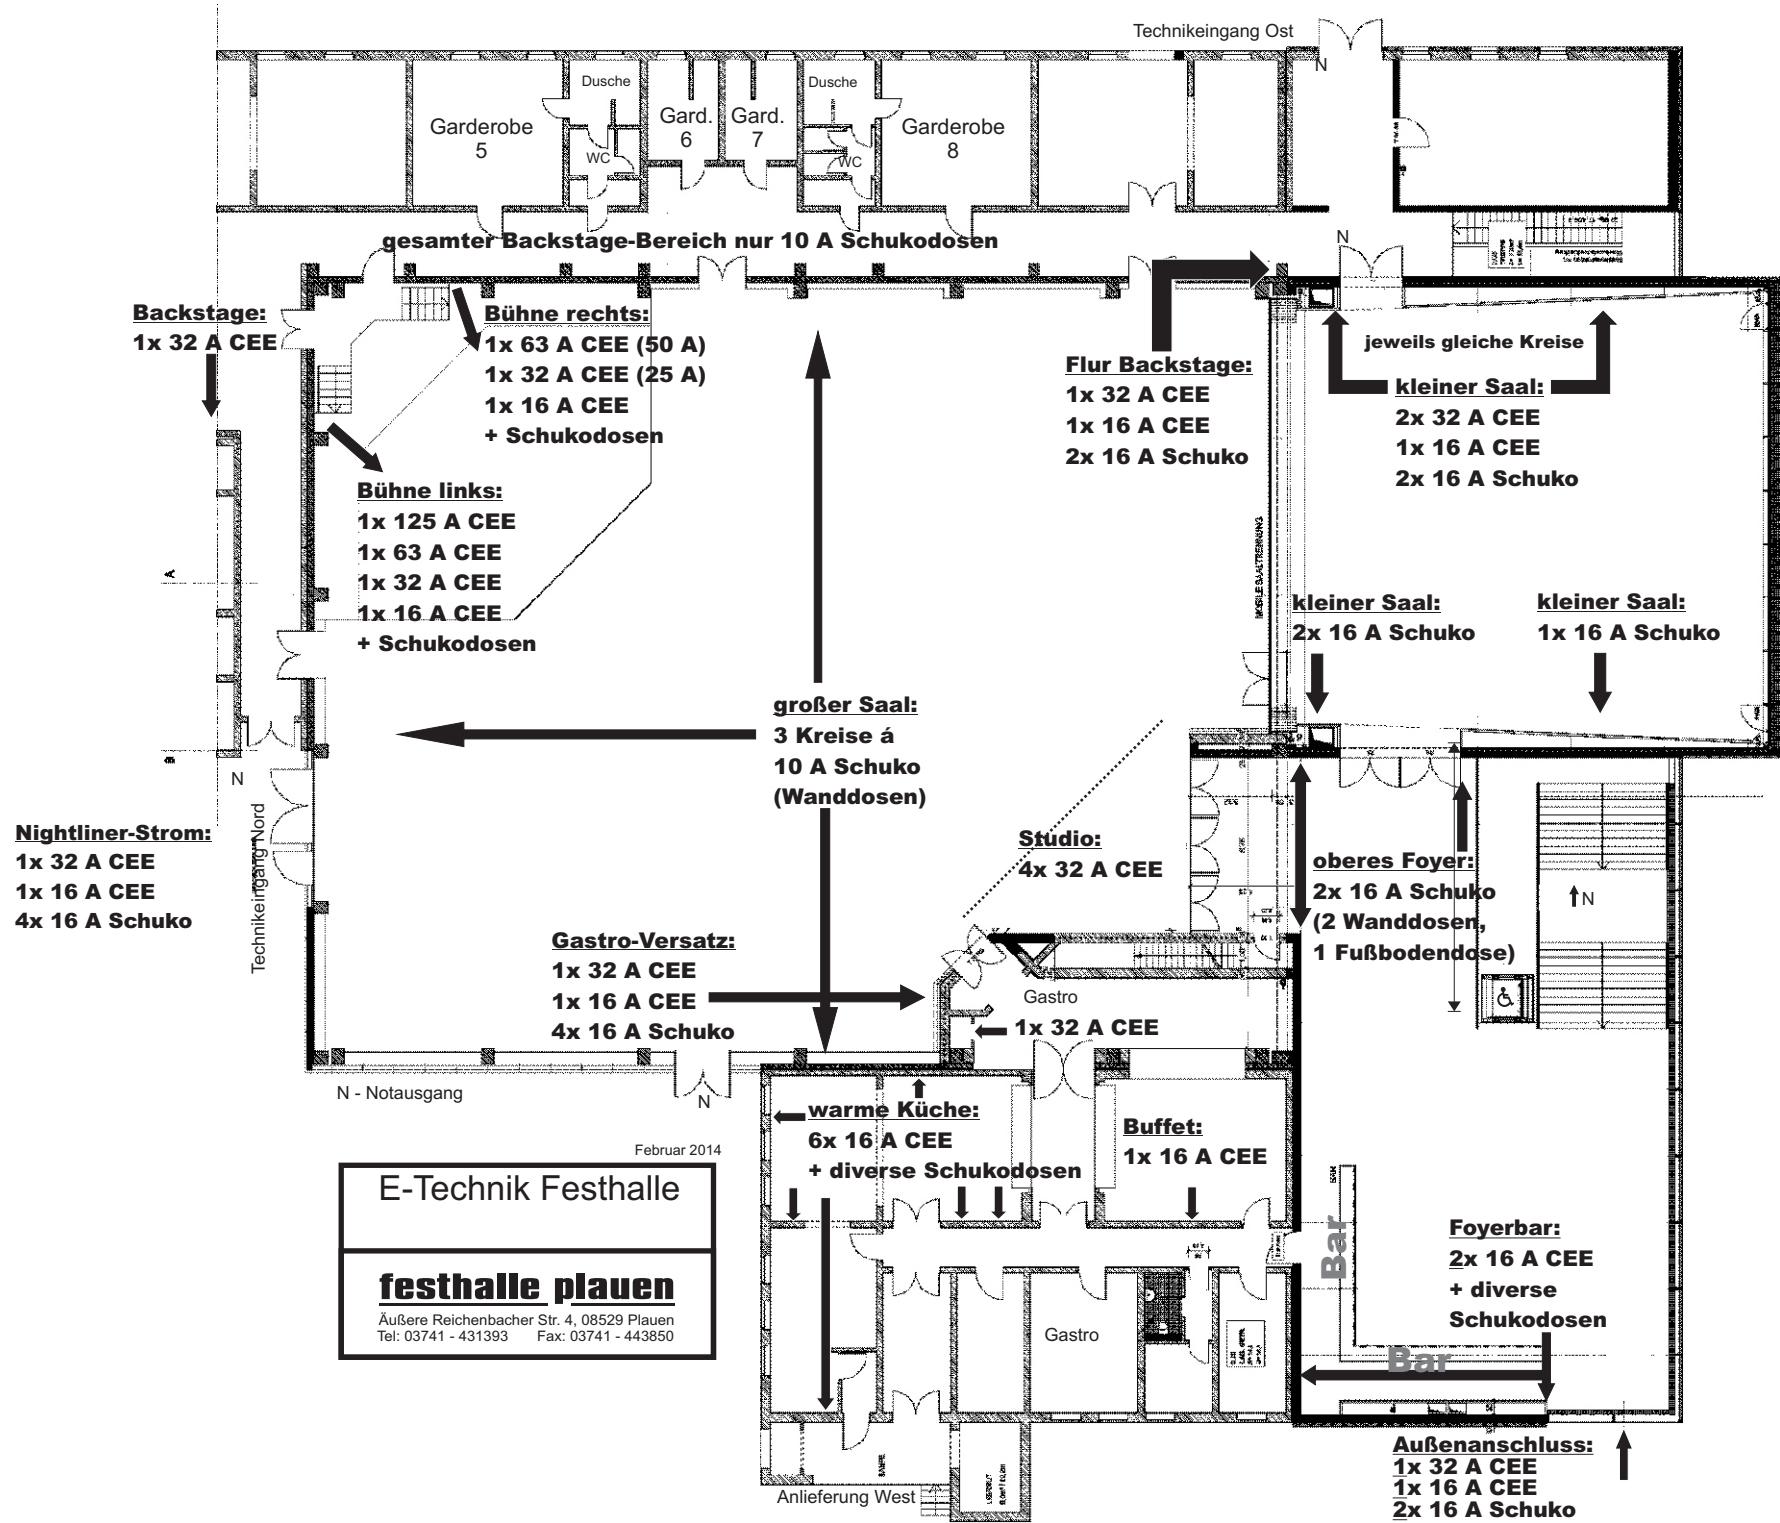 Technikeingang Ost
N
Dusche
Dusche
Garderobe
5
Gard.
6
Gard.
7
Garderobe
8
WC
WC
gesamter Backstage-Bereich nur 10 A Schukodosen
N
Backstage:
1x 32 A CEE
Bühne rechts:
1x 63 A CEE (50 A)
1x 32 A CEE (25 A)
1x 16 A CEE
+ Schukodosen
Flur Backstage:
1x 32 A CEE
1x 16 A CEE
2x 16 A Schuko
jeweils gleiche Kreise
kleiner Saal:
2x 32 A CEE
1x 16 A CEE
2x 16 A Schuko
Bühne links:
1x 125 A CEE
1x 63 A CEE
1x 32 A CEE
1x 16 A CEE
+ Schukodosen
MOBILE SAALTRENNUNG
A
B
kleiner Saal:
2x 16 A Schuko
kleiner Saal:
1x 16 A Schuko
großer Saal:
3 Kreise á
10 A Schuko
(Wanddosen)
N
Technikeingang Nord
Nightliner-Strom:
1x 32 A CEE
1x 16 A CEE
4x 16 A Schuko
Studio:
4x 32 A CEE
oberes Foyer:
2x 16 A Schuko
(2 Wanddosen,
1 Fußbodendose)
N
Gastro-Versatz:
1x 32 A CEE
1x 16 A CEE
4x 16 A Schuko
Gastro
1x 32 A CEE
N - Notausgang
N
warme Küche:
6x 16 A CEE
+ diverse Schukodosen
Buffet:
1x 16 A CEE
Februar 2014
E-Technik Festhalle
festhalle plauen
Äußere Reichenbacher Str. 4, 08529 Plauen
Tel: 03741 - 431393 Fax: 03741 - 443850
Bar
Foyerbar:
2x 16 A CEE
+ diverse
Schukodosen
Gastro
Bar
Anlieferung West
Außenanschluss:
1x 32 A CEE
1x 16 A CEE
2x 16 A Schuko